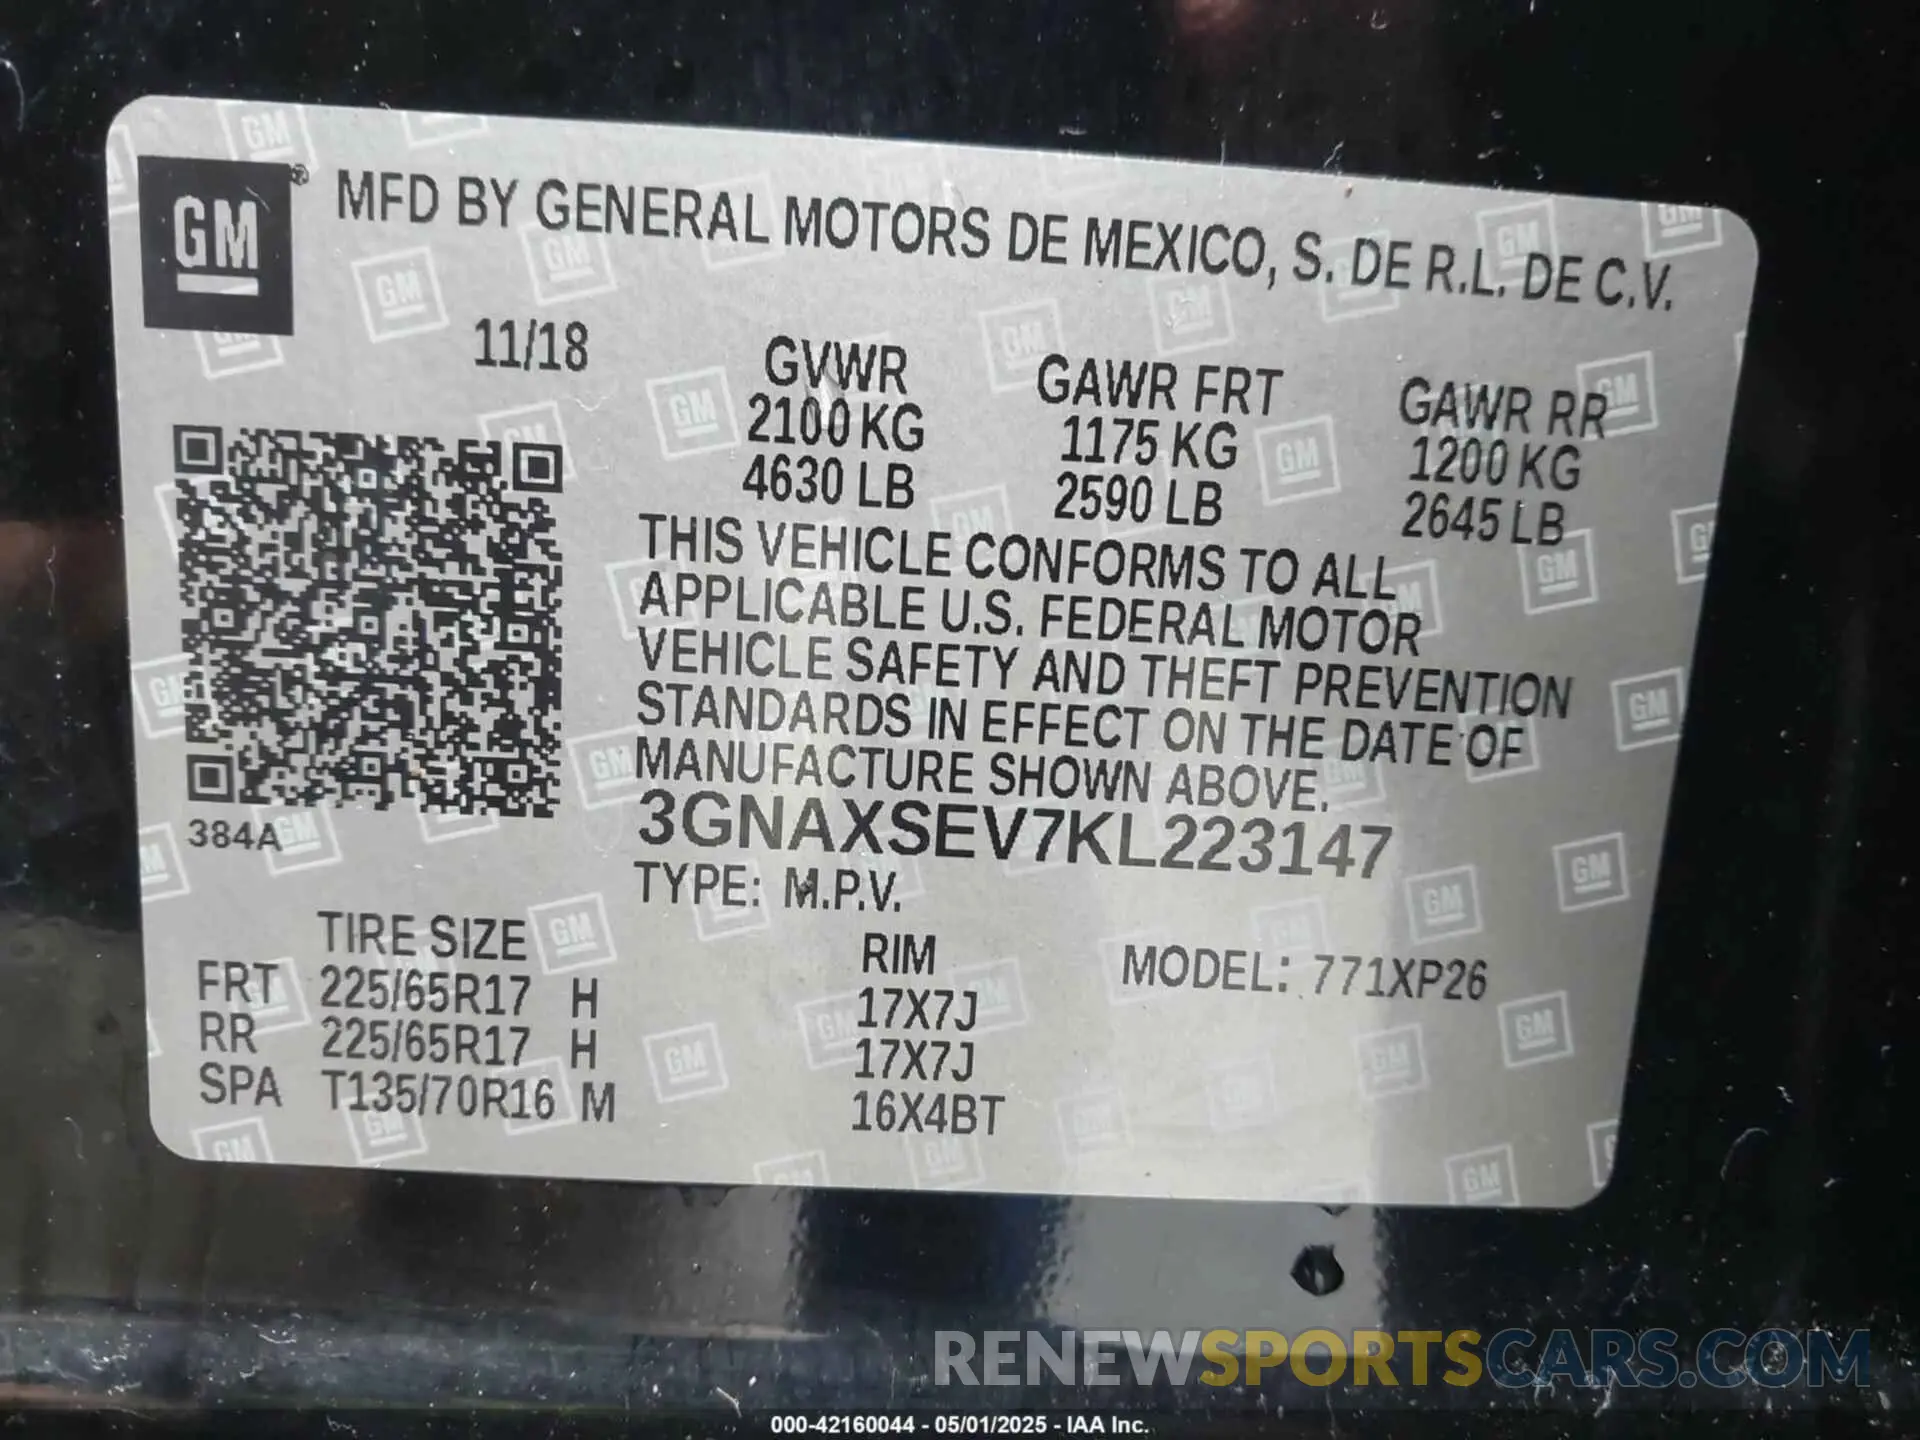 GM® MFD BY GENERAL MOTORS DE MEXICO, S. DE R.L. DE C.V.
11/18 GVWR GAWR FRT GAWR RR
2100 KG 1175 KG 1200 KG
4630 LB 2590 LB 2645 LB
THIS VEHICLE CONFORMS TO ALL
APPLICABLE U.S. FEDERAL MOTOR
VEHICLE SAFETY AND THEFT PREVENTION
STANDARDS IN EFFECT ON THE DATE OF
MANUFACTURE SHOWN ABOVE.
384A 3GNAXSEV7KL223147
TYPE: M.P.V.
TIRE SIZE RIM MODEL: 771XP26
FRT 225/65R17 H 17X7J
RR 225/65R17 H 17X7J
SPA T135/70R16 M 16X4BT
RENEWSPORTSCARS.COM
000-42160044 - 05/01/2025 - IAA Inc.